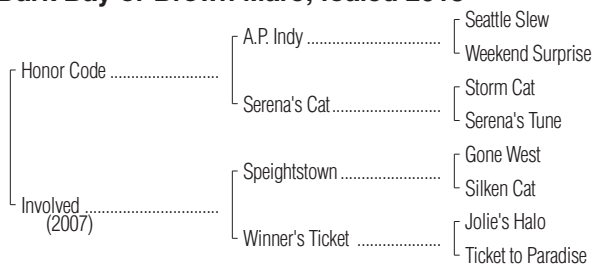 Dark Bay or Brown Mare; foaled 2018
Seattle Slew
A.P. Indy
Weekend Surprise
Honor Code
Storm Cat
Serena's Cat
Serena's Tune
Gone West
Speightstown
Silken Cat
Involved
(2007)
Jolie's Halo
Winner's Ticket
Ticket to Paradise